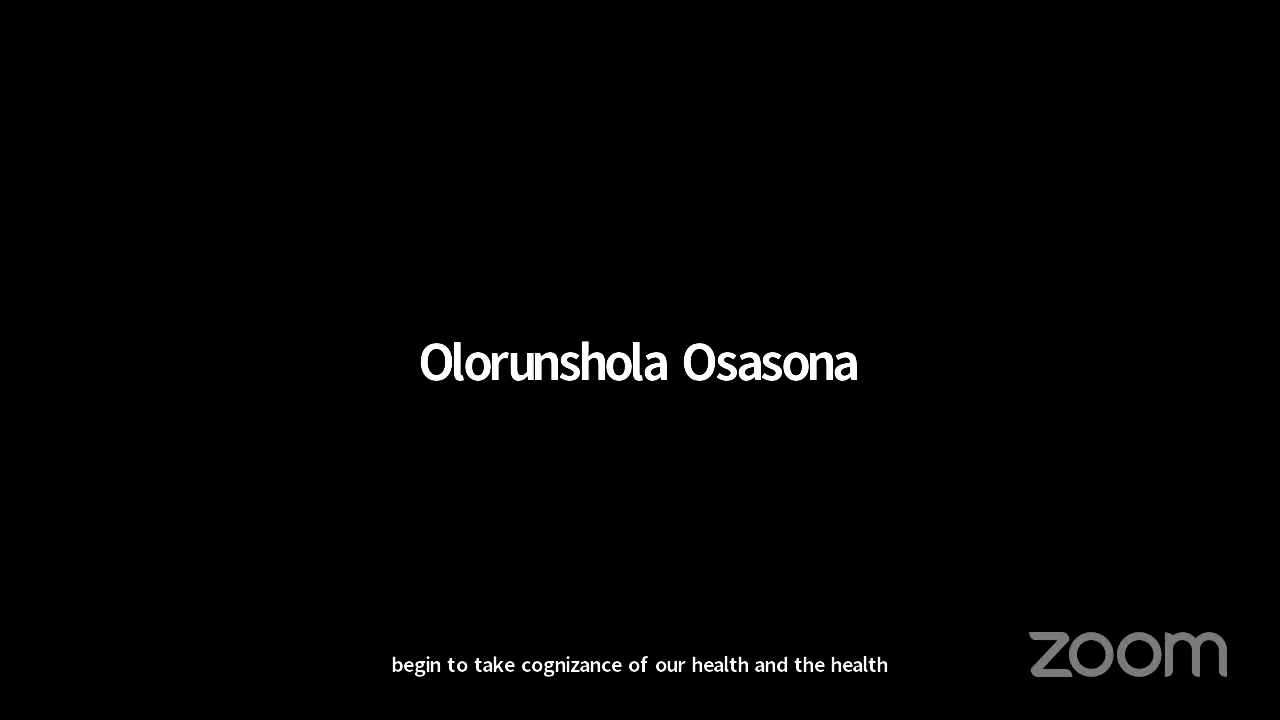 Olorunshola Osasona
begin to take cognizance of our health and the health
zoom